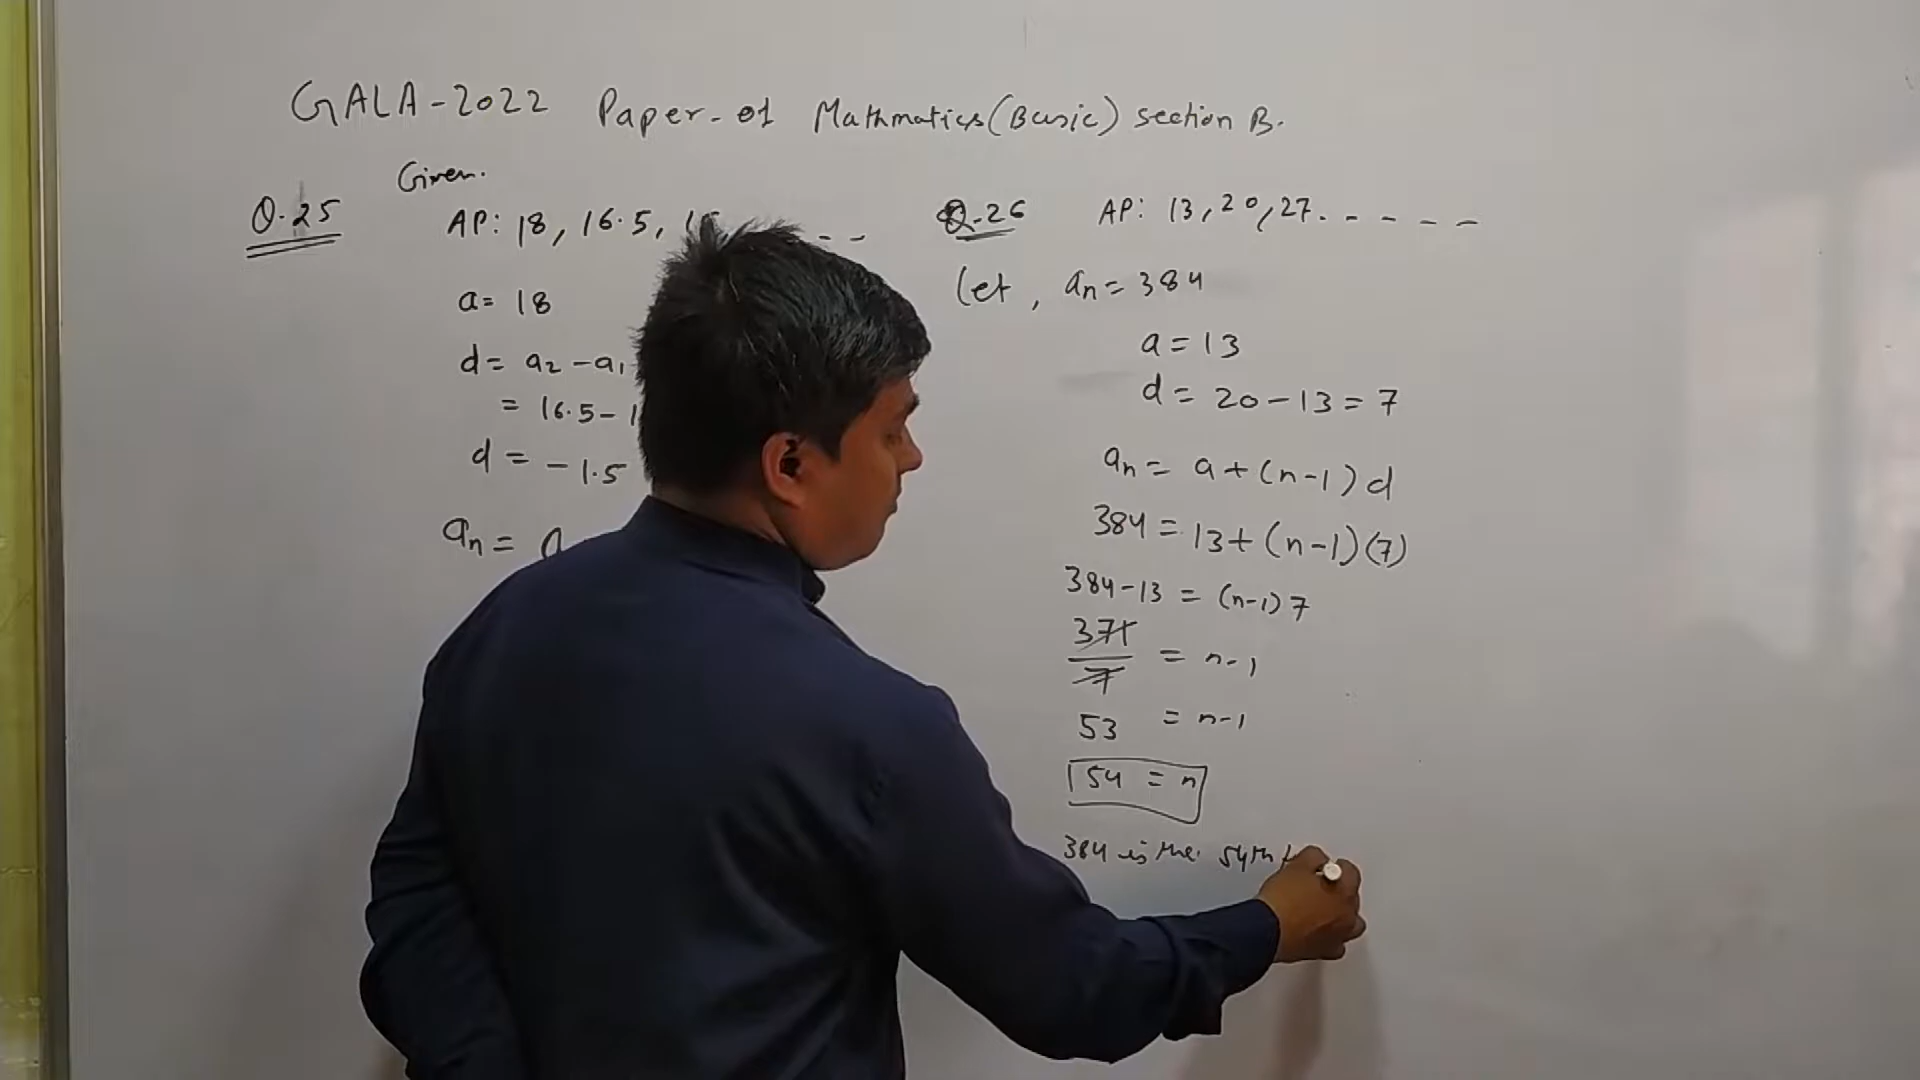 GALA-2022 Paper-of Mathmatics(Basic) section B.
Given.
Q.25
AP: 18, 16.5, - -
a= 18
d= a2 -a1
= 16.5-
d= -1.5
an= a
Q.26 AP: 13,20,27. - - - - -
Let, an= 384
a=13
d= 20-13=7
an= a+(n-1)d
384=13+(n-1)(7)
384-13 = (n-1)7
371
7
= n-1
53 = n-1
54 = n
384 is the 54th